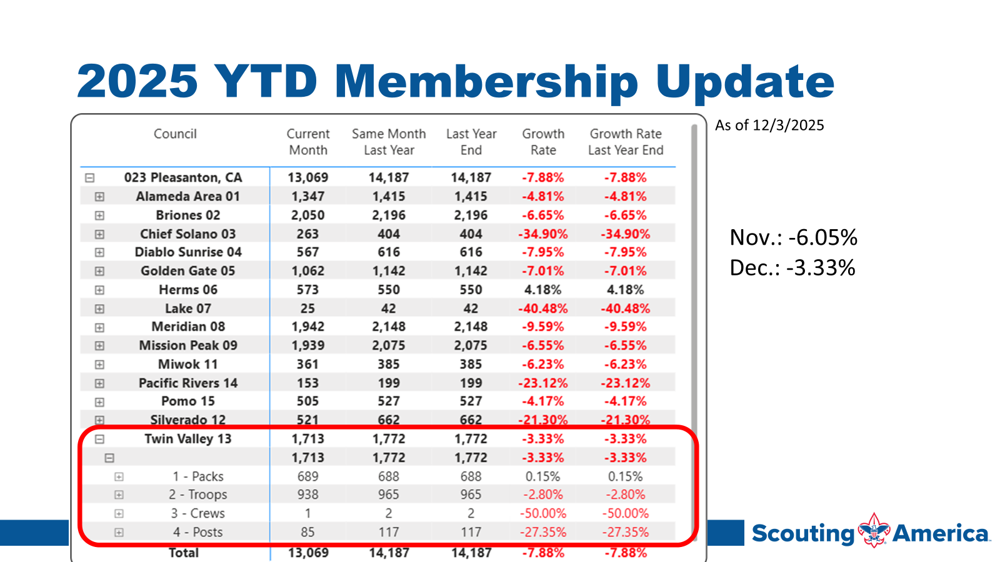 2025 YTD Membership Update
As of 12/3/2025
Council Current Month Same Month Last Year Last Year End Growth Rate Growth Rate Last Year End
023 Pleasanton, CA 13,069 14,187 14,187 -7.88% -7.88%
Alameda Area 01 1,347 1,415 1,415 -4.81% -4.81%
Briones 02 2,050 2,196 2,196 -6.65% -6.65%
Chief Solano 03 263 404 404 -34.90% -34.90%
Diablo Sunrise 04 567 616 616 -7.95% -7.95%
Golden Gate 05 1,062 1,142 1,142 -7.01% -7.01%
Herms 06 573 550 550 4.18% 4.18%
Lake 07 25 42 42 -40.48% -40.48%
Meridian 08 1,942 2,148 2,148 -9.59% -9.59%
Mission Peak 09 1,939 2,075 2,075 -6.55% -6.55%
Miwok 11 361 385 385 -6.23% -6.23%
Pacific Rivers 14 153 199 199 -23.12% -23.12%
Pomo 15 505 527 527 -4.17% -4.17%
Silverado 12 521 662 662 -21.30% -21.30%
Twin Valley 13 1,713 1,772 1,772 -3.33% -3.33%
1,713 1,772 1,772 -3.33% -3.33%
1 - Packs 689 688 688 0.15% 0.15%
2 - Troops 938 965 965 -2.80% -2.80%
3 - Crews 1 2 2 -50.00% -50.00%
4 - Posts 85 117 117 -27.35% -27.35%
Total 13,069 14,187 14,187 -7.88% -7.88%
Nov.: -6.05%
Dec.: -3.33%
Scouting America